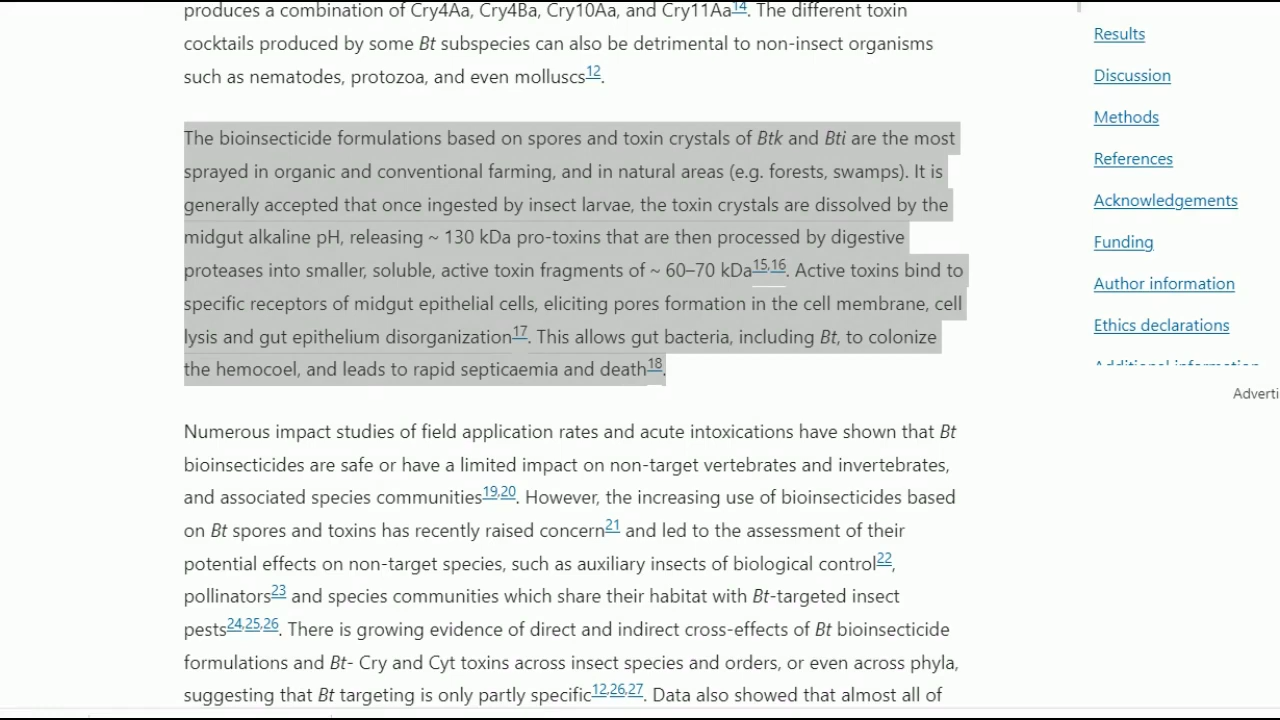 produces a combination of Cry4Aa, Cry4Ba, Cry10Aa, and Cry11Aa14. The different toxin
cocktails produced by some Bt subspecies can also be detrimental to non-insect organisms
such as nematodes, protozoa, and even molluscs12.
The bioinsecticide formulations based on spores and toxin crystals of Btk and Bti are the most
sprayed in organic and conventional farming, and in natural areas (e.g. forests, swamps). It is
generally accepted that once ingested by insect larvae, the toxin crystals are dissolved by the
midgut alkaline pH, releasing ~ 130 kDa pro-toxins that are then processed by digestive
proteases into smaller, soluble, active toxin fragments of ~ 60–70 kDa15,16. Active toxins bind to
specific receptors of midgut epithelial cells, eliciting pores formation in the cell membrane, cell
lysis and gut epithelium disorganization17. This allows gut bacteria, including Bt, to colonize
the hemocoel, and leads to rapid septicaemia and death18.
Numerous impact studies of field application rates and acute intoxications have shown that Bt
bioinsecticides are safe or have a limited impact on non-target vertebrates and invertebrates,
and associated species communities19,20. However, the increasing use of bioinsecticides based
on Bt spores and toxins has recently raised concern21 and led to the assessment of their
potential effects on non-target species, such as auxiliary insects of biological control22,
pollinators23 and species communities which share their habitat with Bt-targeted insect
pests24,25,26. There is growing evidence of direct and indirect cross-effects of Bt bioinsecticide
formulations and Bt- Cry and Cyt toxins across insect species and orders, or even across phyla,
suggesting that Bt targeting is only partly specific12,26,27. Data also showed that almost all of
Results
Discussion
Methods
References
Acknowledgements
Funding
Author information
Ethics declarations
Additional information
Adverti